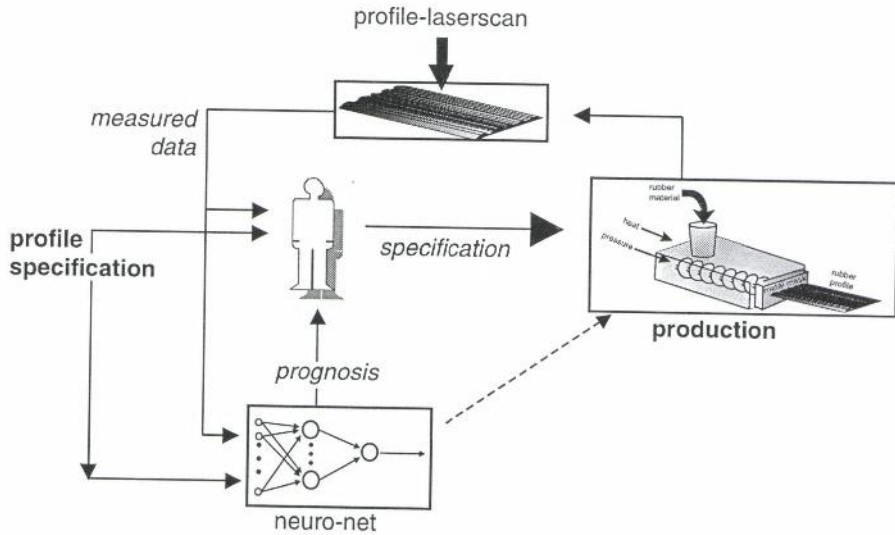 profile-laserscan
measured
data
rubber
material
heat
pressure
rubber
profile
profile
specification
specification
production
prognosis
neuro-net